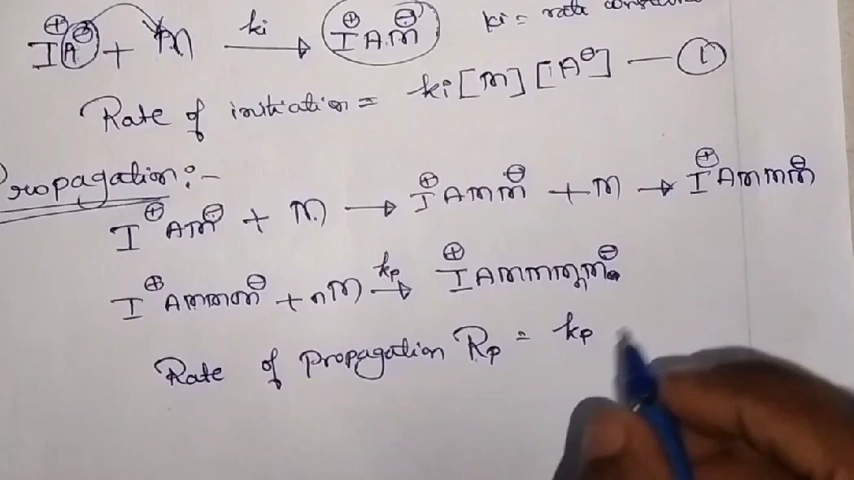 I⊕A⊖ + M ki→ I⊕AM⊖ ki = rate constant
Rate of initiation = ki[M][IA⊖] — ①
Propagation:-
I⊕AM⊖ + M → I⊕AMM⊖ + M → I⊕AMMM⊖
I⊕AMMM⊖ + nM kp→ I⊕AMMMnM⊖
Rate of propagation Rp = kp